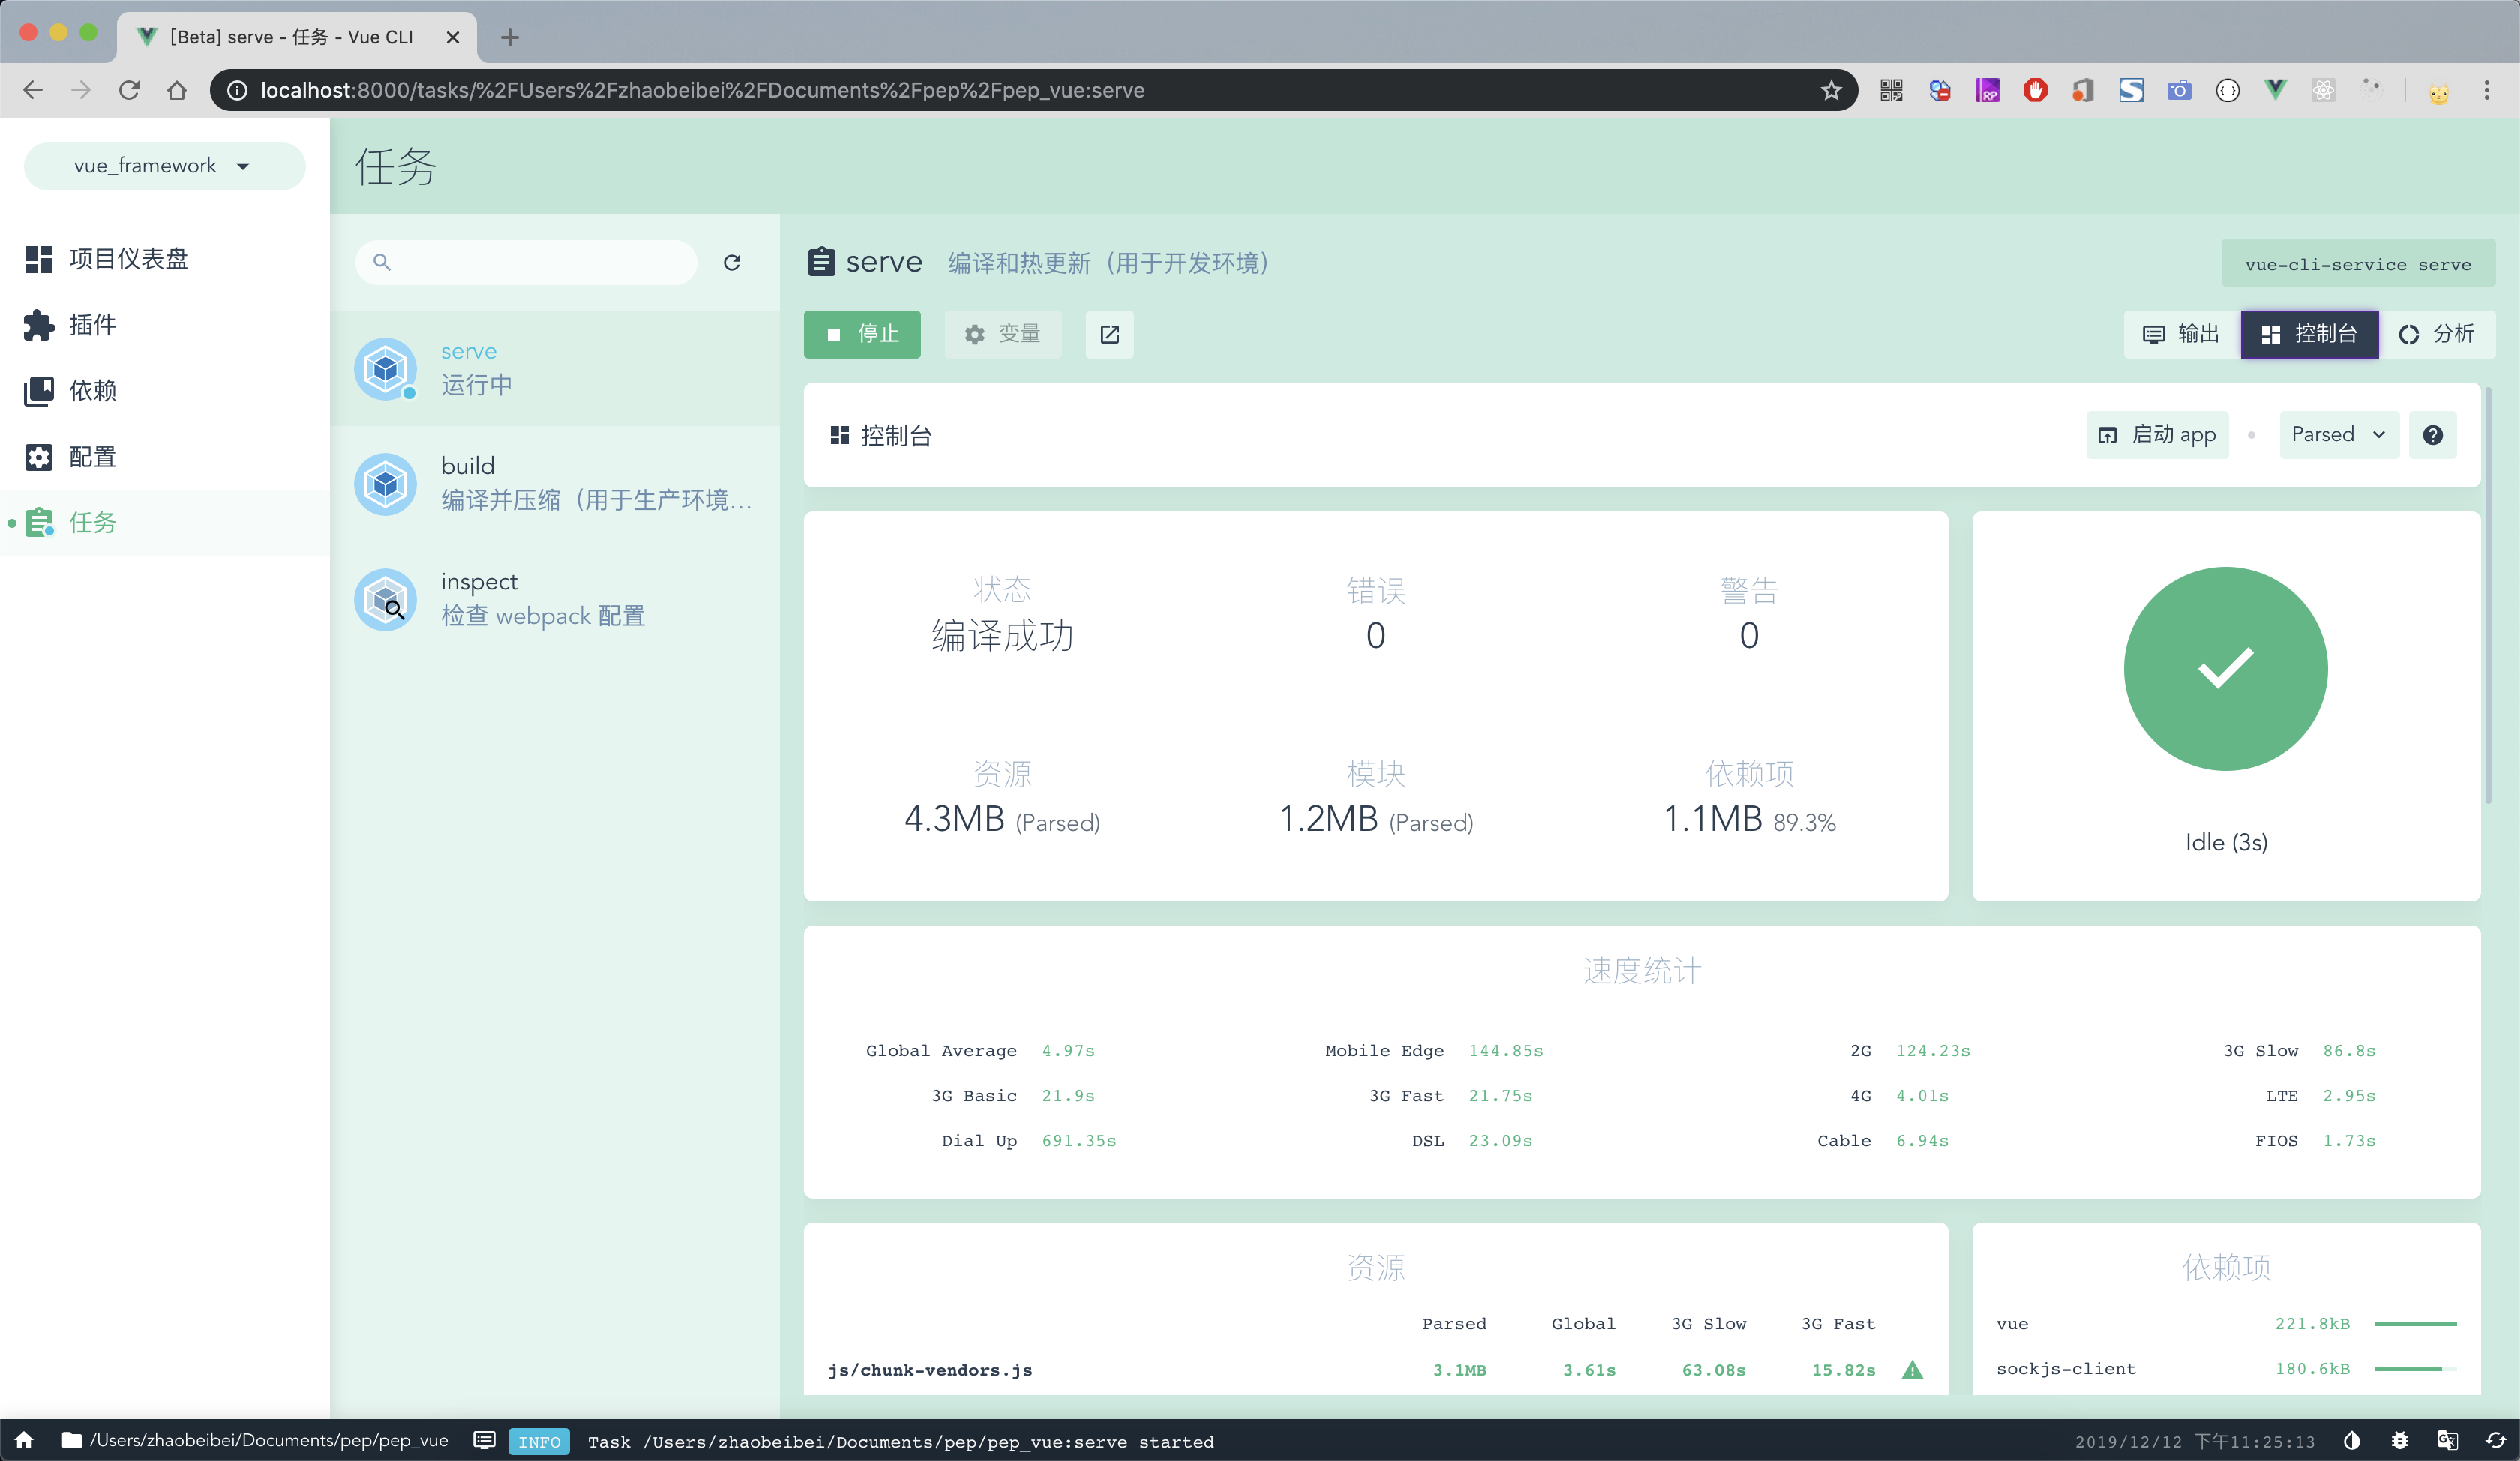 [Beta] serve - 任务 - Vue CLI
localhost:8000/tasks/%2FUsers%2Fzhaobeibei%2FDocuments%2Fpep%2Fpep_vue:serve
vue_framework
任务
项目仪表盘
插件
依赖
配置
任务
serve
运行中
build
编译并压缩（用于生产环境...
inspect
检查 webpack 配置
serve 编译和热更新（用于开发环境）
vue-cli-service serve
停止 变量
输出 控制台 分析
控制台
启动 app Parsed
状态 错误 警告
编译成功 0 0
资源 模块 依赖项
4.3MB (Parsed) 1.2MB (Parsed) 1.1MB 89.3%
Idle (3s)
速度统计
Global Average 4.97s Mobile Edge 144.85s 2G 124.23s 3G Slow 86.8s
3G Basic 21.9s 3G Fast 21.75s 4G 4.01s LTE 2.95s
Dial Up 691.35s DSL 23.09s Cable 6.94s FIOS 1.73s
资源
Parsed Global 3G Slow 3G Fast
js/chunk-vendors.js 3.1MB 3.61s 63.08s 15.82s
依赖项
vue 221.8kB
sockjs-client 180.6kB
/Users/zhaobeibei/Documents/pep/pep_vue INFO Task /Users/zhaobeibei/Documents/pep/pep_vue:serve started 2019/12/12 下午11:25:13